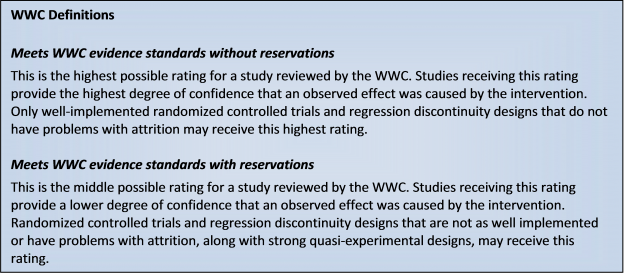 WWC Definitions
Meets WWC evidence standards without reservations
This is the highest possible rating for a study reviewed by the WWC. Studies receiving this rating
provide the highest degree of confidence that an observed effect was caused by the intervention.
Only well-implemented randomized controlled trials and regression discontinuity designs that do not
have problems with attrition may receive this highest rating.
Meets WWC evidence standards with reservations
This is the middle possible rating for a study reviewed by the WWC. Studies receiving this rating
provide a lower degree of confidence that an observed effect was caused by the intervention.
Randomized controlled trials and regression discontinuity designs that are not as well implemented
or have problems with attrition, along with strong quasi-experimental designs, may receive this
rating.